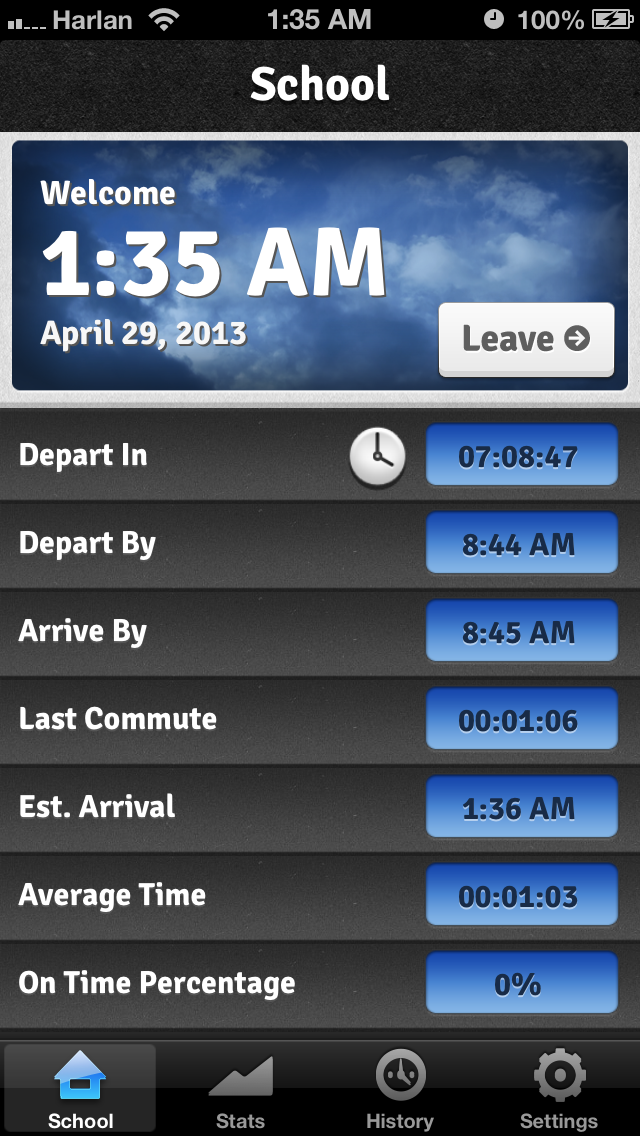 Harlan 1:35 AM 100%
School
Welcome
1:35 AM
April 29, 2013
Leave
Depart In 07:08:47
Depart By 8:44 AM
Arrive By 8:45 AM
Last Commute 00:01:06
Est. Arrival 1:36 AM
Average Time 00:01:03
On Time Percentage 0%
School Stats History Settings